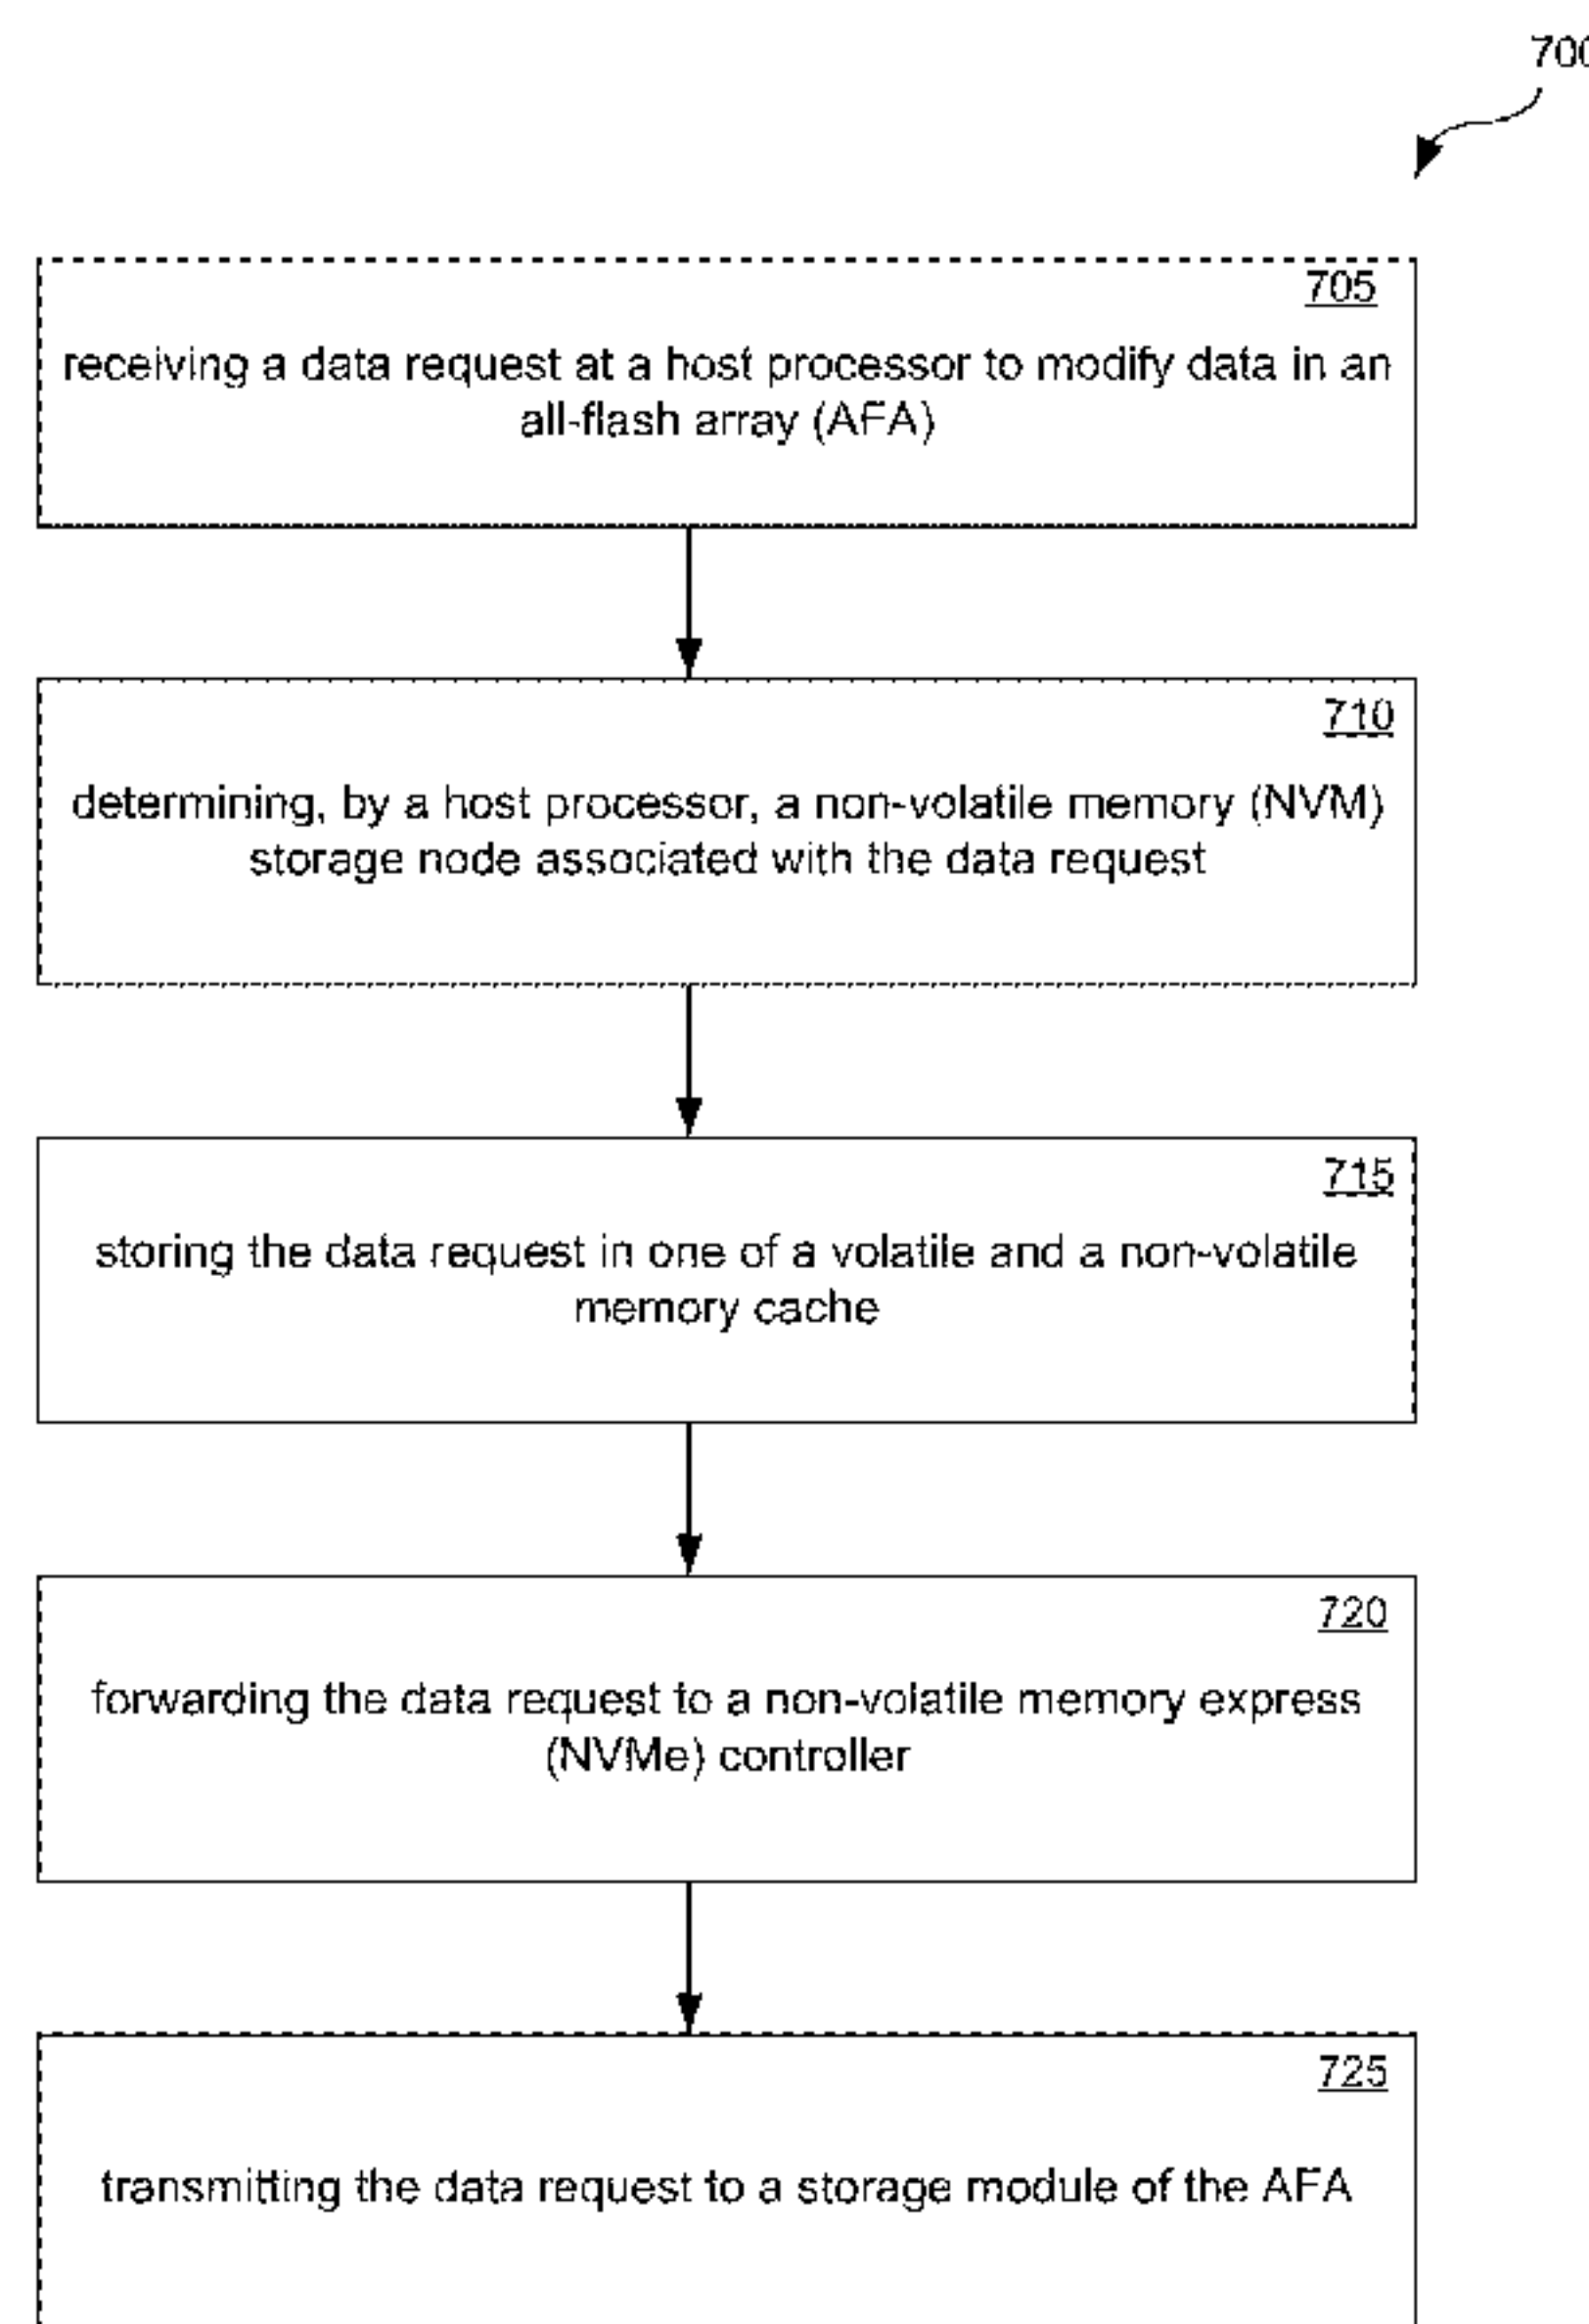 700
705
receiving a data request at a host processor to modify data in an
all-flash array (AFA)
710
determining, by a host processor, a non-volatile memory (NVM)
storage node associated with the data request
715
storing the data request in one of a volatile and a non-volatile
memory cache
720
forwarding the data request to a non-volatile memory express
(NVMe) controller
725
transmitting the data request to a storage module of the AFA